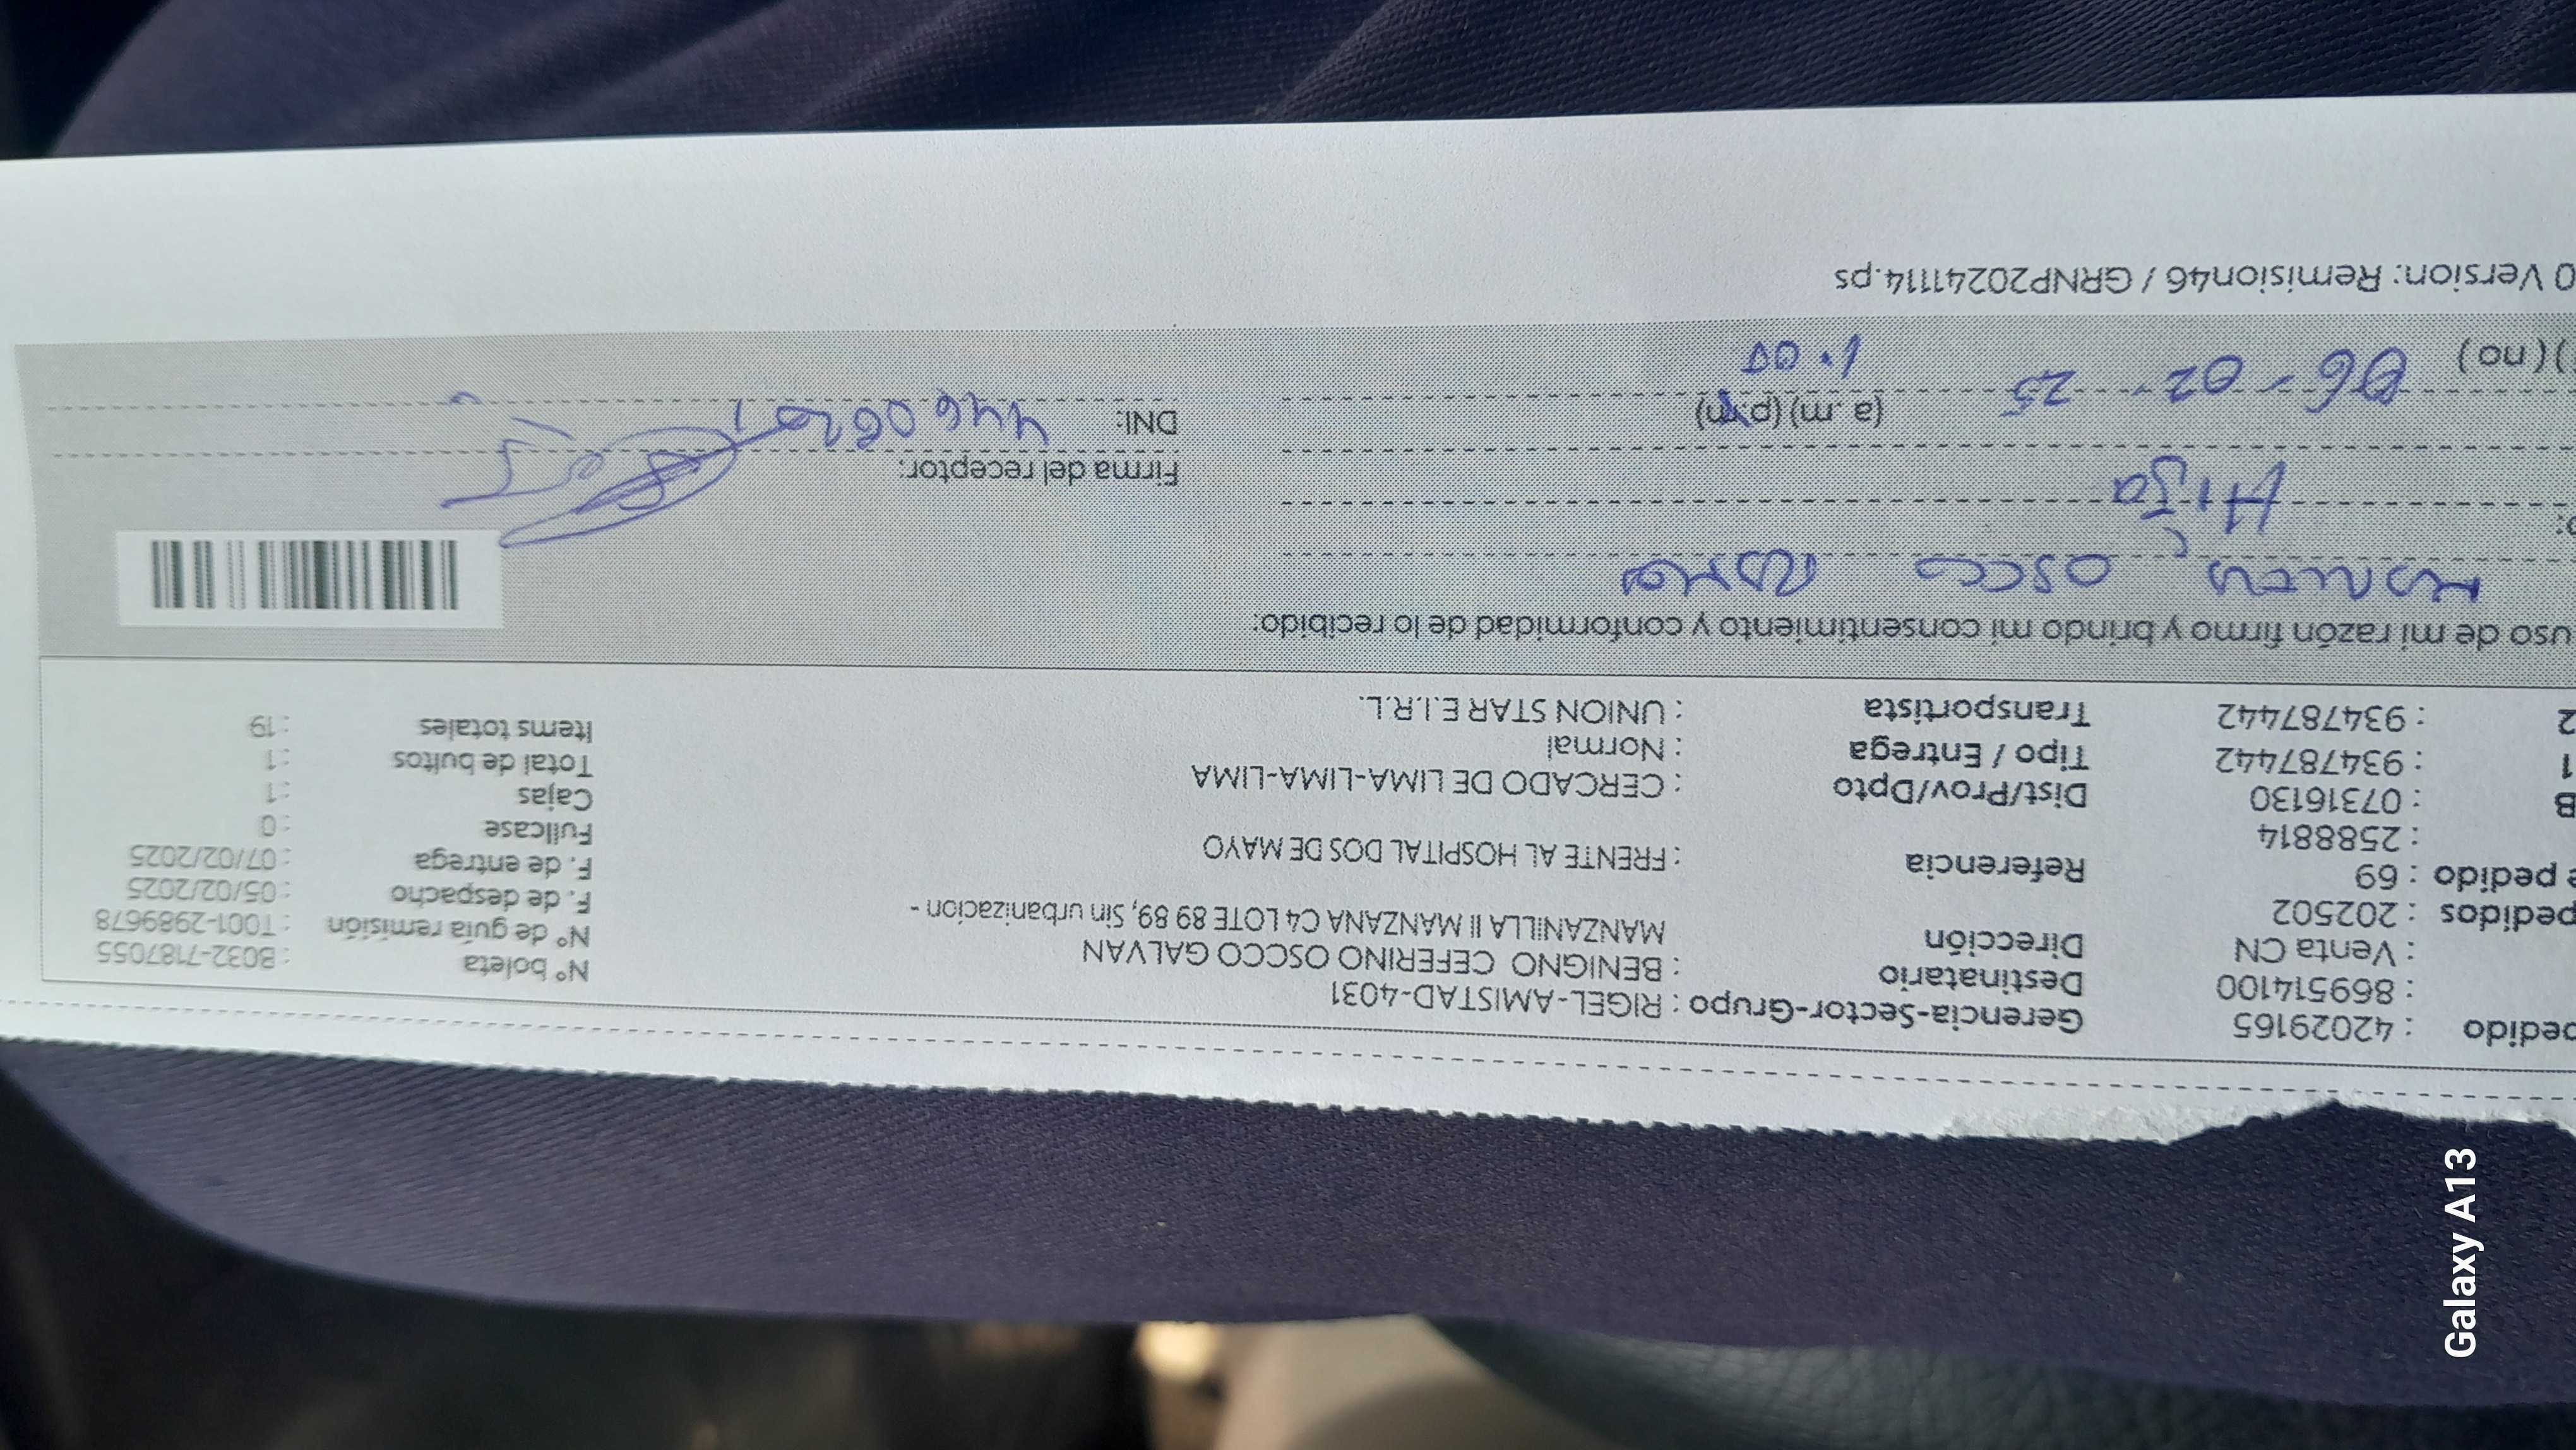 pedido : 42029165 Gerencia-Sector-Grupo : RIGEL-AMISTAD-4031
: 869514100 Destinatario : BENIGNO CEFERINO OSCCO GALVAN N° boleta : B032-7187055
: Venta CN Dirección MANZANILLA II MANZANA C4 LOTE 89 89, Sin urbanizacion - N° de guía remisión : T001-2989678
pedidos : 202502 F. de despacho : 05/02/2025
e pedido : 69 Referencia : FRENTE AL HOSPITAL DOS DE MAYO F. de entrega : 07/02/2025
: 2588814 Fullcase : 0
B : 07316130 Dist/Prov/Dpto : CERCADO DE LIMA-LIMA-LIMA Cajas : 1
1 : 934787442 Tipo / Entrega : Normal Total de bultos : 1
2 : 934787442 Transportista : UNION STAR E.I.R.L. Items totales : 19
uso de mi razón firmo y brindo mi consentimiento y conformidad de lo recibido:
OSCCO
o:
Hija
Firma del receptor:
(a .m) (p.m) DNI:
) ( no ) 06 - 02 - 25 1.00
0 Version: Remision46 / GRNP20241114.ps
Galaxy A13